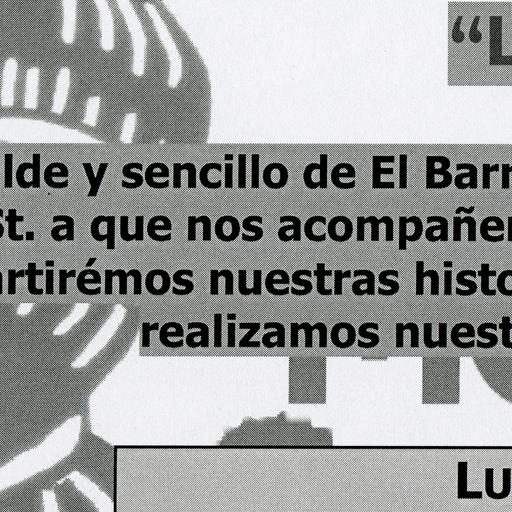 “L
lde y sencillo de El Barr
St. a que nos acompañen
artirémos nuestras histo
realizamos nuest
Lu